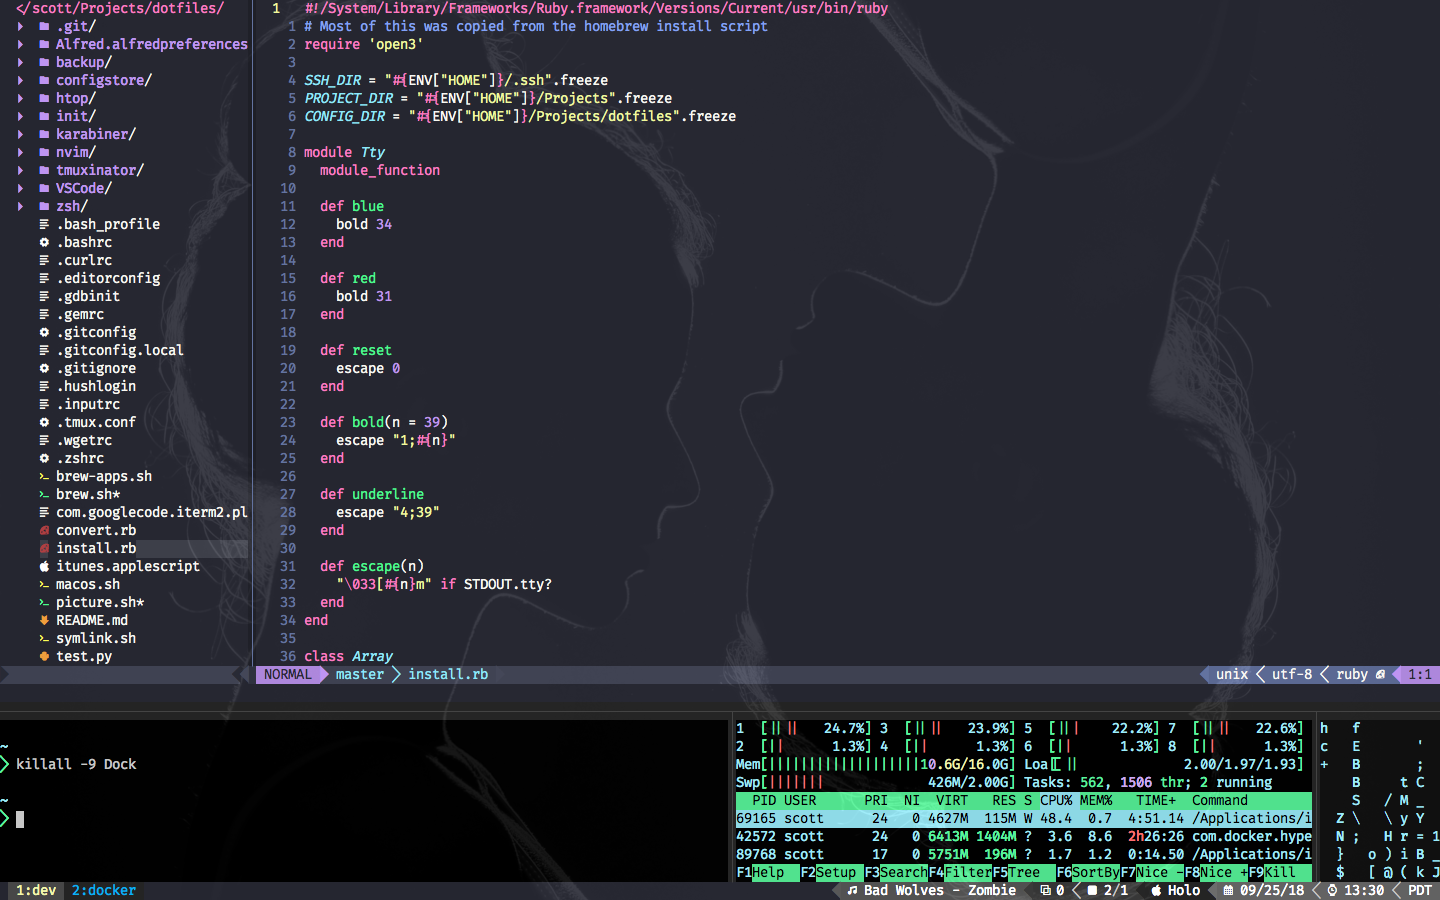 </scott/Projects/dotfiles/
.git/
Alfred.alfredpreferences
backup/
configstore/
htop/
init/
karabiner/
nvim/
tmuxinator/
VSCode/
zsh/
.bash_profile
.bashrc
.curlrc
.editorconfig
.gdbinit
.gemrc
.gitconfig
.gitconfig.local
.gitignore
.hushlogin
.inputrc
.tmux.conf
.wgetrc
.zshrc
brew-apps.sh
brew.sh*
com.googlecode.iterm2.pl
convert.rb
install.rb
itunes.applescript
macos.sh
picture.sh*
README.md
symlink.sh
test.py
1 #!/System/Library/Frameworks/Ruby.framework/Versions/Current/usr/bin/ruby
1 # Most of this was copied from the homebrew install script
2 require 'open3'
3
4 SSH_DIR = "#{ENV["HOME"]}/.ssh".freeze
5 PROJECT_DIR = "#{ENV["HOME"]}/Projects".freeze
6 CONFIG_DIR = "#{ENV["HOME"]}/Projects/dotfiles".freeze
7
8 module Tty
9 module_function
10
11 def blue
12 bold 34
13 end
14
15 def red
16 bold 31
17 end
18
19 def reset
20 escape 0
21 end
22
23 def bold(n = 39)
24 escape "1;#{n}"
25 end
26
27 def underline
28 escape "4;39"
29 end
30
31 def escape(n)
32 "\033[#{n}m" if STDOUT.tty?
33 end
34 end
35
36 class Array
NORMAL master install.rb unix utf-8 ruby 1:1
~
killall -9 Dock
~
1 [|| || 24.7%] 3 [|| || 23.9%] 5 [|| | 22.2%] 7 [|| || 22.6%]
2 [|| 1.3%] 4 [|| 1.3%] 6 [|| 1.3%] 8 [|| 1.3%]
Mem[|||||||||||||||||||10.6G/16.0G] Load[ || 2.00/1.97/1.93]
Swp[||||||| 426M/2.00G] Tasks: 562, 1506 thr; 2 running
PID USER PRI NI VIRT RES S CPU% MEM% TIME+ Command
69165 scott 24 0 4627M 115M W 48.4 0.7 4:51.14 /Applications/i
42572 scott 24 0 6413M 1404M ? 3.6 8.6 2h26:26 com.docker.hype
89768 scott 17 0 5751M 196M ? 1.7 1.2 0:14.50 /Applications/i
F1Help F2Setup F3Search F4Filter F5Tree F6SortBy F7Nice - F8Nice + F9Kill
h f
c E '
+ B ;
B t C
S / M _
Z \ \ y Y
N ; H r = 1
} o ) i B _
$ [ @ ( k J
1:dev 2:docker Bad Wolves - Zombie 0 2/1 Holo 09/25/18 13:30 PDT